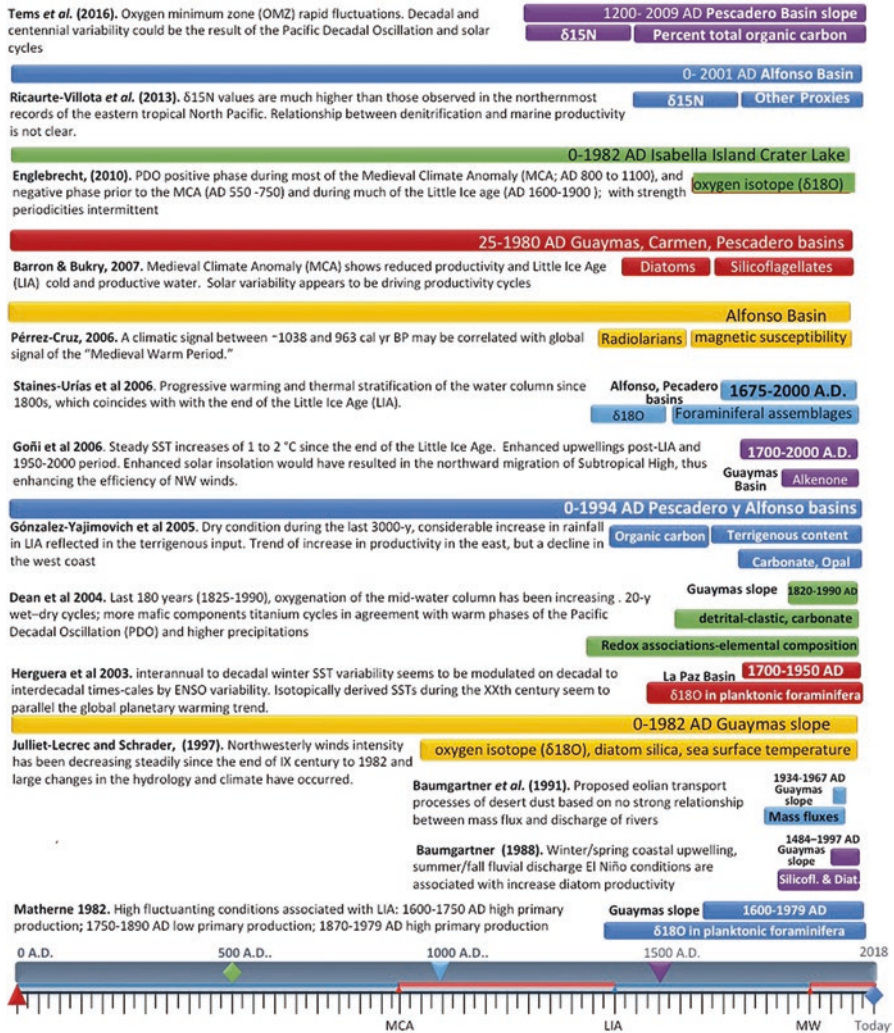 Tems et al. (2016). Oxygen minimum zone (OMZ) rapid fluctuations. Decadal and
centennial variability could be the result of the Pacific Decadal Oscillation and solar
cycles
1200- 2009 AD Pescadero Basin slope
δ15N
Percent total organic carbon
0- 2001 AD Alfonso Basin
Ricaurte-Villota et al. (2013). δ15N values are much higher than those observed in the northernmost
records of the eastern tropical North Pacific. Relationship between denitrification and marine productivity
is not clear.
δ15N
Other Proxies
0-1982 AD Isabella Island Crater Lake
Englebrecht, (2010). PDO positive phase during most of the Medieval Climate Anomaly (MCA; AD 800 to 1100), and
negative phase prior to the MCA (AD 550 -750) and during much of the Little Ice age (AD 1600-1900 ); with strength
periodicities intermittent
oxygen isotope (δ18O)
25-1980 AD Guaymas, Carmen, Pescadero basins
Barron & Bukry, 2007. Medieval Climate Anomaly (MCA) shows reduced productivity and Little Ice Age
(LIA) cold and productive water. Solar variability appears to be driving productivity cycles
Diatoms
Silicoflagellates
Alfonso Basin
Pérrez-Cruz, 2006. A climatic signal between ~1038 and 963 cal yr BP may be correlated with global
signal of the “Medieval Warm Period.”
Radiolarians
magnetic susceptibility
Staines-Urías et al 2006. Progressive warming and thermal stratification of the water column since
1800s, which coincides with with the end of the Little Ice Age (LIA).
Alfonso, Pecadero
basins
1675-2000 A.D.
δ18O
Foraminiferal assemblages
Goñi et al 2006. Steady SST increases of 1 to 2 °C since the end of the Little Ice Age. Enhanced upwellings post-LIA and
1950-2000 period. Enhanced solar insolation would have resulted in the northward migration of Subtropical High, thus
enhancing the efficiency of NW winds.
1700-2000 A.D.
Guaymas
Basin
Alkenone
0-1994 AD Pescadero y Alfonso basins
Gónzalez-Yajimovich et al 2005. Dry condition during the last 3000-y, considerable increase in rainfall
in LIA reflected in the terrigenous input. Trend of increase in productivity in the east, but a decline in
the west coast
Organic carbon
Terrigenous content
Carbonate, Opal
Dean et al 2004. Last 180 years (1825-1990), oxygenation of the mid-water column has been increasing . 20-y
wet–dry cycles; more mafic components titanium cycles in agreement with warm phases of the Pacific
Decadal Oscillation (PDO) and higher precipitations
Guaymas slope
1820-1990 AD
detrital-clastic, carbonate
Redox associations-elemental composition
Herguera et al 2003. interannual to decadal winter SST variability seems to be modulated on decadal to
interdecadal times-cales by ENSO variability. Isotopically derived SSTs during the XXth century seem to
parallel the global planetary warming trend.
La Paz Basin
1700-1950 AD
δ18O in planktonic foraminifera
0-1982 AD Guaymas slope
Julliet-Lecrec and Schrader, (1997). Northwesterly winds intensity
has been decreasing steadily since the end of IX century to 1982 and
large changes in the hydrology and climate have occurred.
oxygen isotope (δ18O), diatom silica, sea surface temperature
Baumgartner et al. (1991). Proposed eolian transport
processes of desert dust based on no strong relationship
between mass flux and discharge of rivers
1934-1967 AD
Guaymas
slope
Mass fluxes
Baumgartner (1988). Winter/spring coastal upwelling,
summer/fall fluvial discharge El Niño conditions are
associated with increase diatom productivity
1484–1997 AD
Guaymas
slope
Silicofl. & Diat.
Matherne 1982. High fluctuanting conditions associated with LIA: 1600-1750 AD high primary
production; 1750-1890 AD low primary production; 1870-1979 AD high primary production
Guaymas slope
1600-1979 AD
δ18O in planktonic foraminifera
0 A.D.
500 A.D..
1000 A.D..
1500 A.D.
2018
MCA
LIA
MW
Today